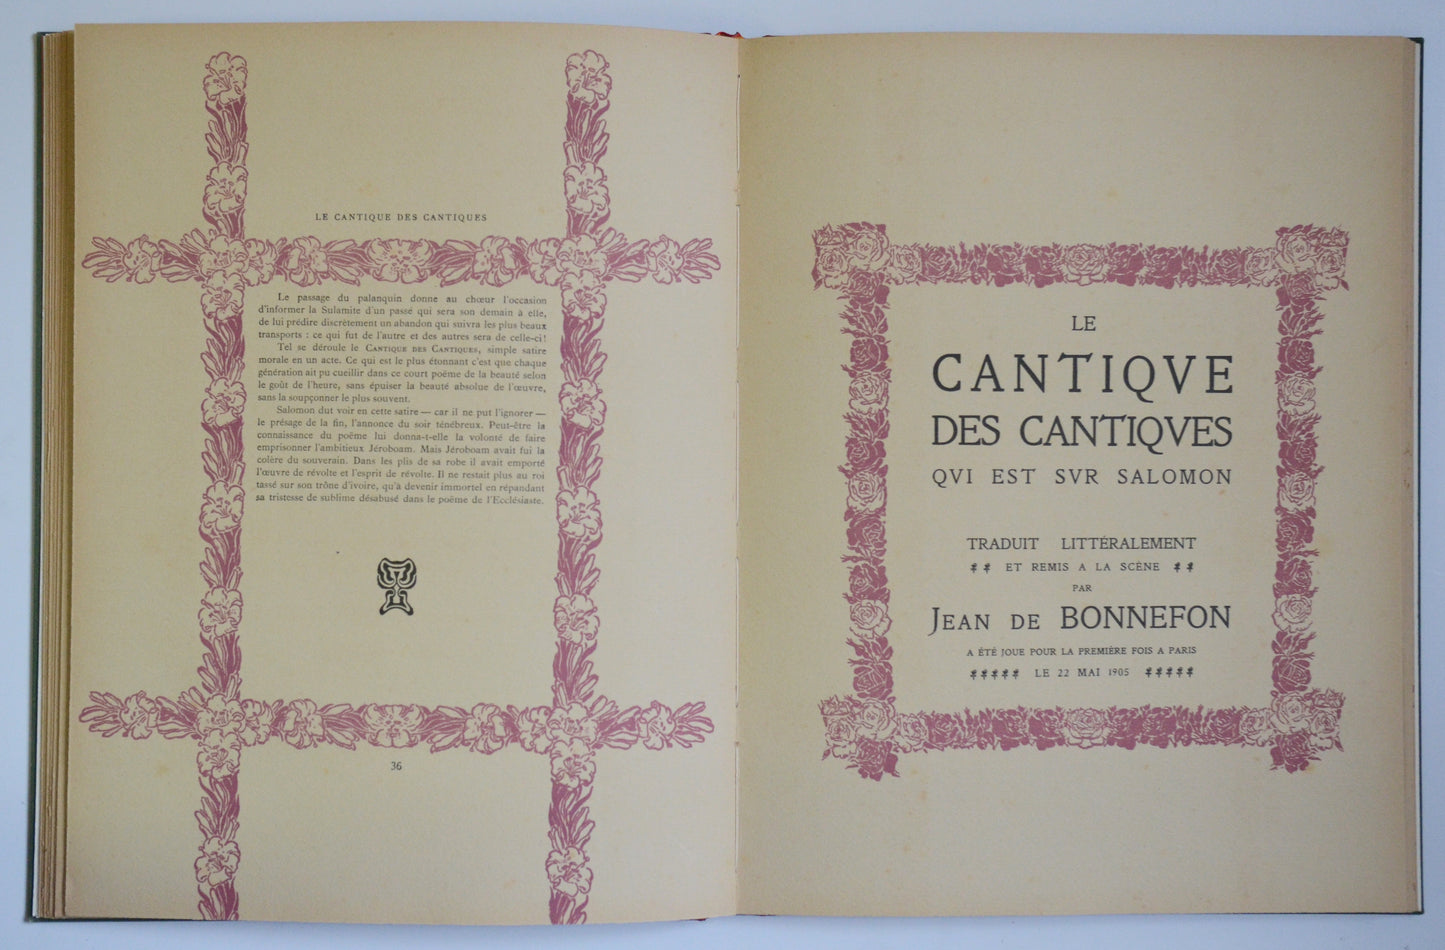 LE CANTIQUE DES CANTIQUES
Le passage du palanquin donne au chœur l'occasion
d'informer la Sulamite d'un passé qui sera son demain à elle,
de lui prédire discrètement un abandon qui suivra les plus beaux
transports : ce qui fut de l'autre et des autres sera de celle-ci !
Tel se déroule le CANTIQUE DES CANTIQUES, simple satire
morale en un acte. Ce qui est le plus étonnant c'est que chaque
génération ait pu cueillir dans ce court poëme de la beauté selon
le goût de l'heure, sans épuiser la beauté absolue de l'œuvre,
sans la soupçonner le plus souvent.
Salomon dut voir en cette satire — car il ne put l'ignorer —
le présage de la fin, l'annonce du soir ténébreux. Peut-être la
connaissance du poëme lui donna-t-elle la volonté de faire
emprisonner l'ambitieux Jéroboam. Mais Jéroboam avait fui la
colère du souverain. Dans les plis de sa robe il avait emporté
l'œuvre de révolte et l'esprit de révolte. Il ne restait plus au roi
tassé sur son trône d'ivoire, qu'à devenir immortel en répandant
sa tristesse de sublime désabusé dans le poëme de l'Ecclésiaste.
36
LE
CANTIQVE
DES CANTIQVES
QVI EST SVR SALOMON
TRADUIT LITTÉRALEMENT
ET REMIS A LA SCÈNE
PAR
JEAN DE BONNEFON
A ÉTÉ JOUE POUR LA PREMIÈRE FOIS A PARIS
LE 22 MAI 1905